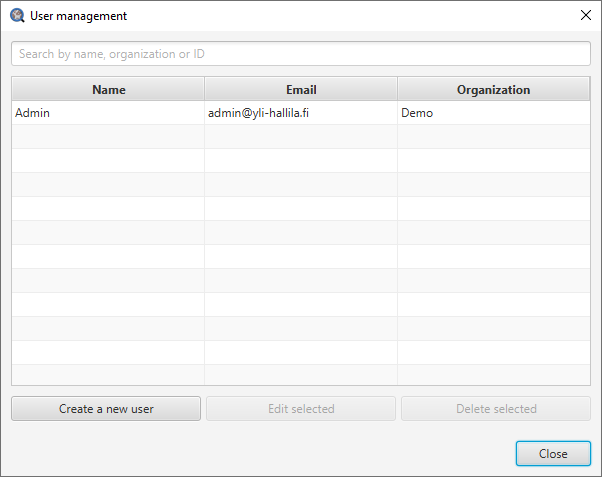 User management
Search by name, organization or ID
Name Email Organization
Admin admin@yli-hallila.fi Demo
Create a new user Edit selected Delete selected
Close